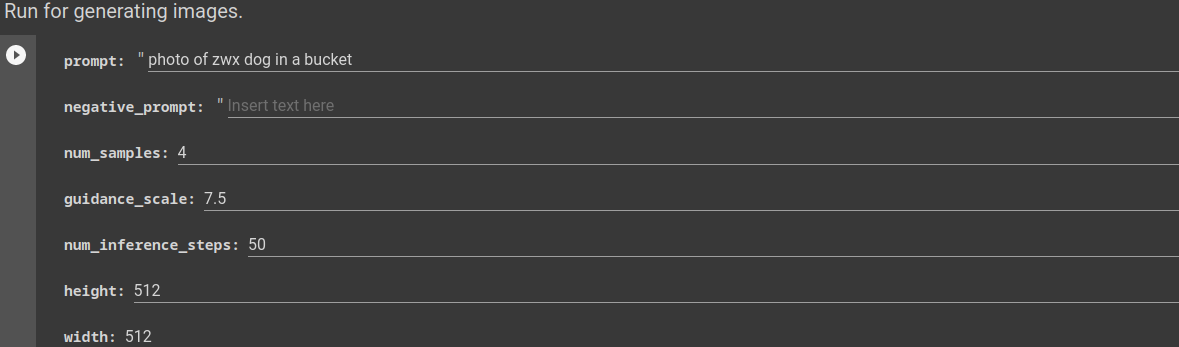 Run for generating images.
prompt: " photo of zwx dog in a bucket
negative_prompt: " Insert text here
num_samples: 4
guidance_scale: 7.5
num_inference_steps: 50
height: 512
width: 512